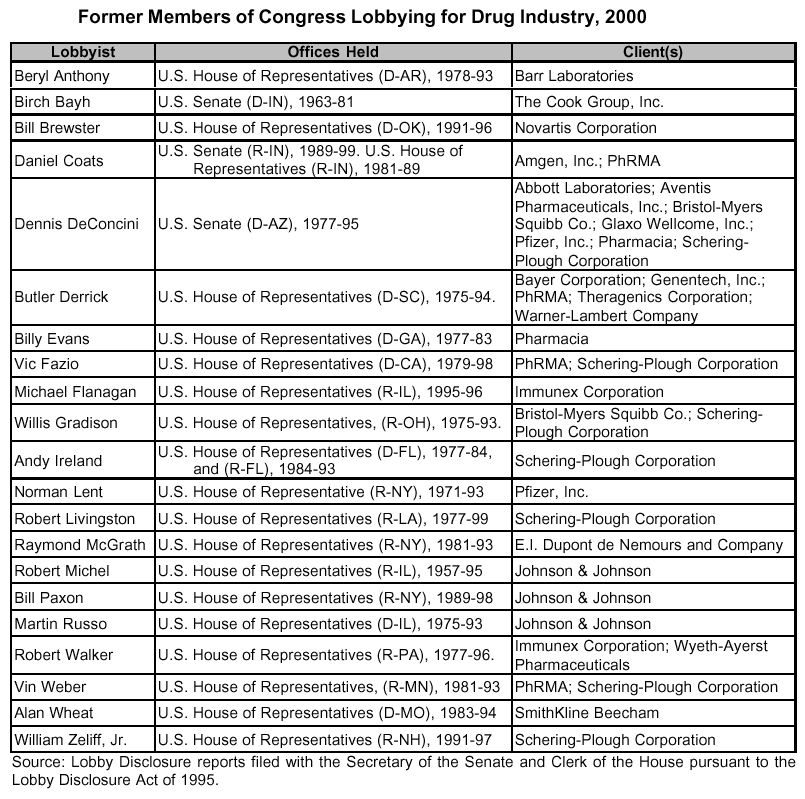 Former Members of Congress Lobbying for Drug Industry, 2000
Lobbyist Offices Held Client(s)
Beryl Anthony U.S. House of Representatives (D-AR), 1978-93 Barr Laboratories
Birch Bayh U.S. Senate (D-IN), 1963-81 The Cook Group, Inc.
Bill Brewster U.S. House of Representatives (D-OK), 1991-96 Novartis Corporation
Daniel Coats
U.S. Senate (R-IN), 1989-99. U.S. House of
Representatives (R-IN), 1981-89
Amgen, Inc.; PhRMA
Dennis DeConcini U.S. Senate (D-AZ), 1977-95
Abbott Laboratories; Aventis
Pharmaceuticals, Inc.; Bristol-Myers
Squibb Co.; Glaxo Wellcome, Inc.;
Pfizer, Inc.; Pharmacia; Schering-
Plough Corporation
Butler Derrick U.S. House of Representatives (D-SC), 1975-94.
Bayer Corporation; Genentech, Inc.;
PhRMA; Theragenics Corporation;
Warner-Lambert Company
Billy Evans U.S. House of Representatives (D-GA), 1977-83 Pharmacia
Vic Fazio U.S. House of Representatives (D-CA), 1979-98 PhRMA; Schering-Plough Corporation
Michael Flanagan U.S. House of Representatives (R-IL), 1995-96 Immunex Corporation
Willis Gradison U.S. House of Representatives, (R-OH), 1975-93.
Bristol-Myers Squibb Co.; Schering-
Plough Corporation
Andy Ireland
U.S. House of Representatives (D-FL), 1977-84,
and (R-FL), 1984-93
Schering-Plough Corporation
Norman Lent U.S. House of Representative (R-NY), 1971-93 Pfizer, Inc.
Robert Livingston U.S. House of Representatives (R-LA), 1977-99 Schering-Plough Corporation
Raymond McGrath U.S. House of Representatives (R-NY), 1981-93 E.I. Dupont de Nemours and Company
Robert Michel U.S. House of Representatives (R-IL), 1957-95 Johnson & Johnson
Bill Paxon U.S. House of Representatives (R-NY), 1989-98 Johnson & Johnson
Martin Russo U.S. House of Representatives (D-IL), 1975-93 Johnson & Johnson
Robert Walker U.S. House of Representatives (R-PA), 1977-96.
Immunex Corporation; Wyeth-Ayerst
Pharmaceuticals
Vin Weber U.S. House of Representatives, (R-MN), 1981-93 PhRMA; Schering-Plough Corporation
Alan Wheat U.S. House of Representatives (D-MO), 1983-94 SmithKline Beecham
William Zeliff, Jr. U.S. House of Representatives (R-NH), 1991-97 Schering-Plough Corporation
Source: Lobby Disclosure reports filed with the Secretary of the Senate and Clerk of the House pursuant to the
Lobby Disclosure Act of 1995.